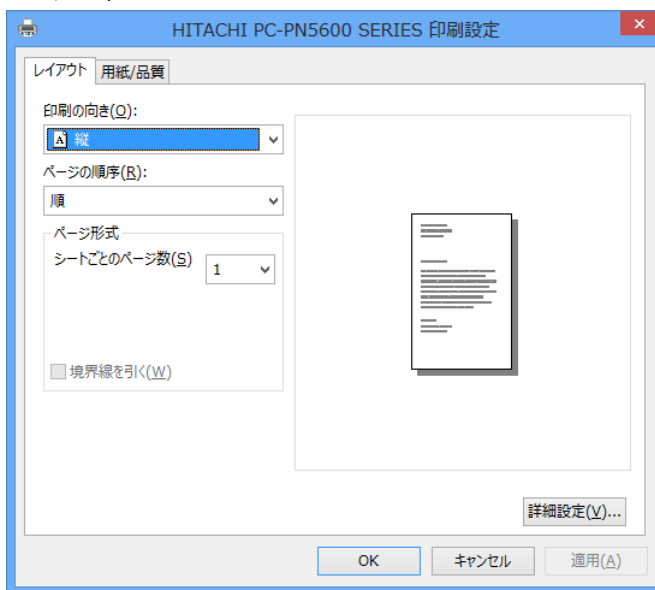 HITACHI PC-PN5600 SERIES 印刷設定
レイアウト 用紙/品質
印刷の向き(O):
縦
ページの順序(R):
順
ページ形式
シートごとのページ数(S) 1
境界線を引く(W)
詳細設定(V)...
OK キャンセル 適用(A)